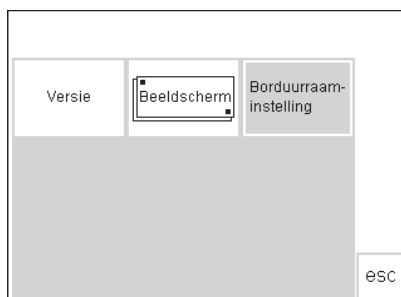 Versie
Beeldscherm
Borduurraam-
instelling
esc